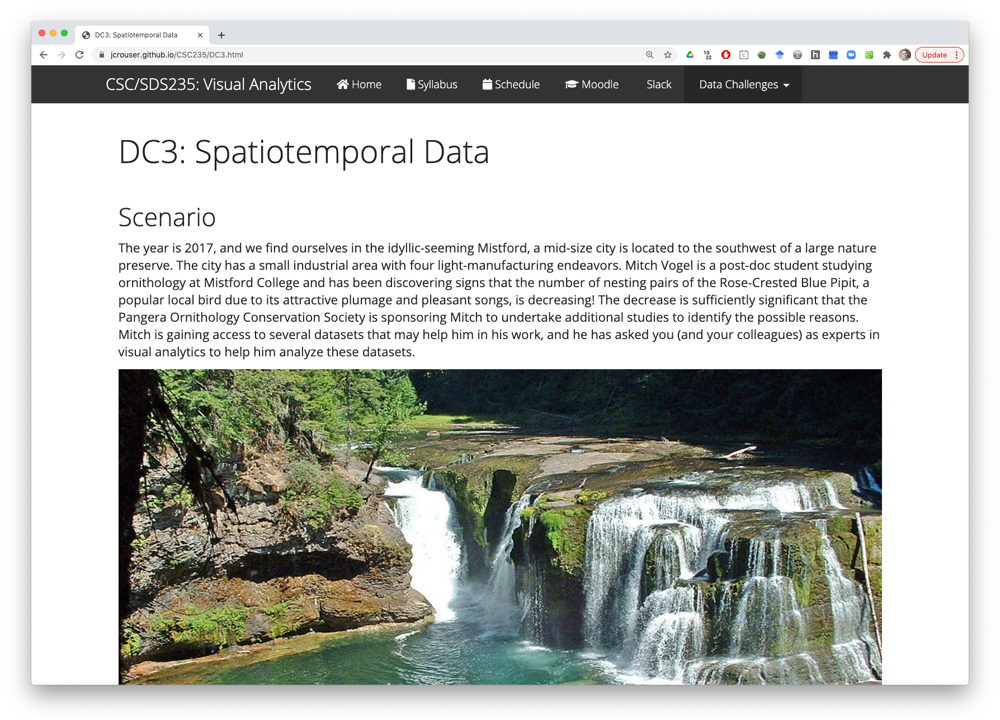 DC3: Spatiotemporal Data
jcrouser.github.io/CSC235/DC3.html
10:
22
Update
CSC/SDS235: Visual Analytics Home Syllabus Schedule Moodle Slack Data Challenges
DC3: Spatiotemporal Data
Scenario
The year is 2017, and we find ourselves in the idyllic-seeming Mistford, a mid-size city is located to the southwest of a large nature
preserve. The city has a small industrial area with four light-manufacturing endeavors. Mitch Vogel is a post-doc student studying
ornithology at Mistford College and has been discovering signs that the number of nesting pairs of the Rose-Crested Blue Pipit, a
popular local bird due to its attractive plumage and pleasant songs, is decreasing! The decrease is sufficiently significant that the
Pangera Ornithology Conservation Society is sponsoring Mitch to undertake additional studies to identify the possible reasons.
Mitch is gaining access to several datasets that may help him in his work, and he has asked you (and your colleagues) as experts in
visual analytics to help him analyze these datasets.